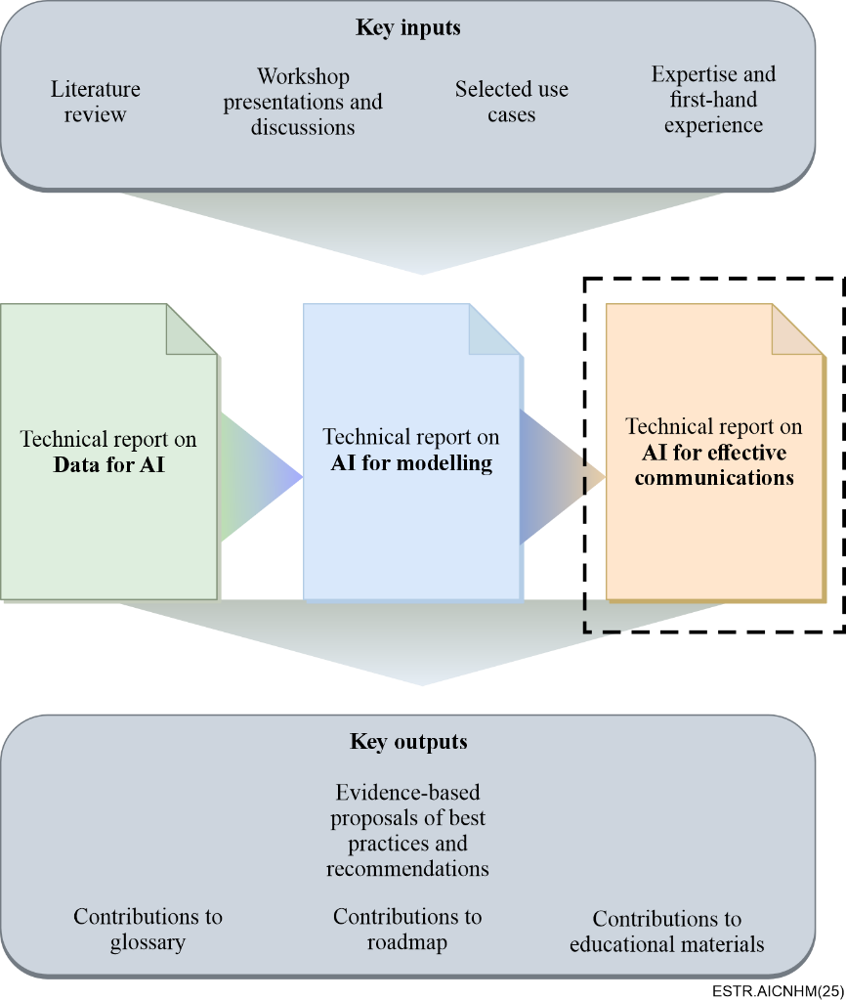 Key inputs
Literature
review
Workshop
presentations and
discussions
Selected use
cases
Expertise and
first-hand
experience
Technical report on
Data for AI
Technical report on
AI for modelling
Technical report on
AI for effective
communications
Key outputs
Evidence-based
proposals of best
practices and
recommendations
Contributions to
glossary
Contributions to
roadmap
Contributions to
educational materials
ESTR.AICNHM(25)